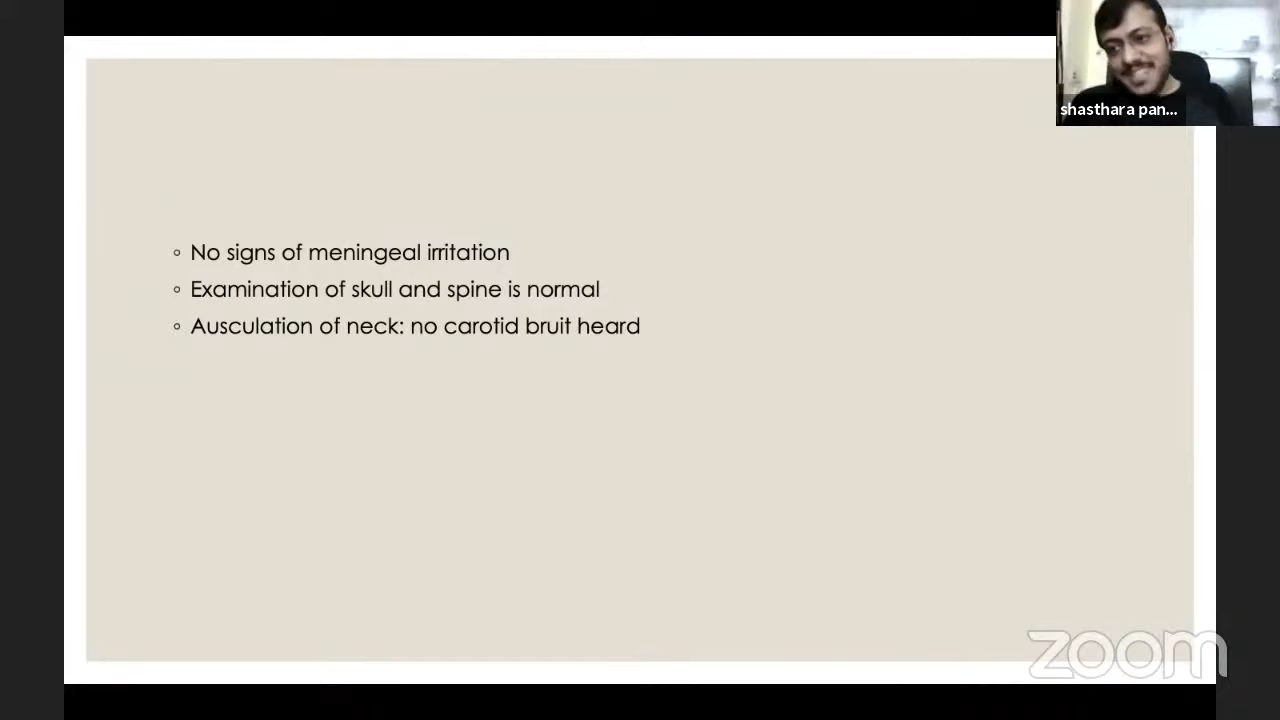 shasthara pan...
◦ No signs of meningeal irritation
◦ Examination of skull and spine is normal
◦ Ausculation of neck: no carotid bruit heard
zoom